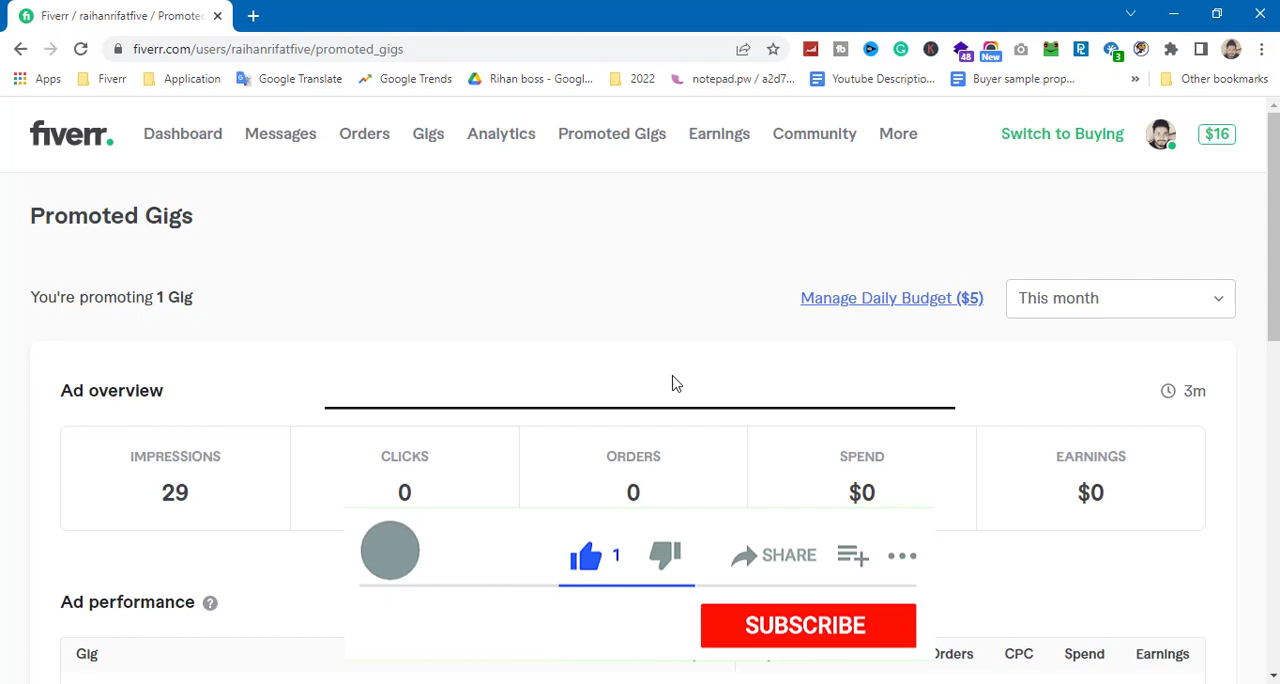 Fiverr / raihanrifatfive / Promoted
fiverr.com/users/raihanrifatfive/promoted_gigs
48
New
3
Apps
Fiverr
Application
Google Translate
Google Trends
Rihan boss - Googl...
2022
notepad.pw / a2d7...
Youtube Descriptio...
Buyer sample prop...
»
Other bookmarks
fiverr.
Dashboard
Messages
Orders
Gigs
Analytics
Promoted Gigs
Earnings
Community
More
Switch to Buying
$16
Promoted Gigs
You're promoting 1 Gig
Manage Daily Budget ($5)
This month
Ad overview
3m
IMPRESSIONS
29
CLICKS
0
ORDERS
0
SPEND
$0
EARNINGS
$0
1
SHARE
SUBSCRIBE
Ad performance ?
Gig
Orders
CPC
Spend
Earnings